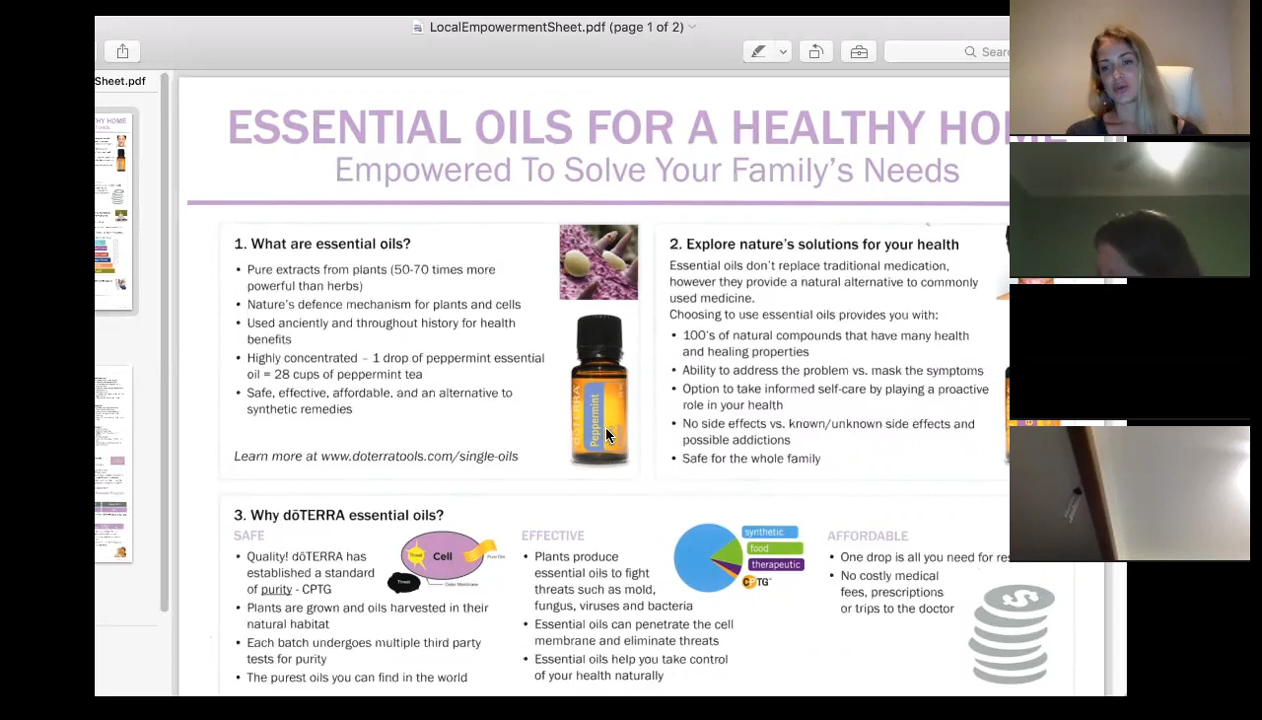 LocalEmpowermentSheet.pdf (page 1 of 2)
Sheet.pdf
ESSENTIAL OILS FOR A HEALTHY HO
Empowered To Solve Your Family's Needs
1. What are essential oils?
• Pure extracts from plants (50-70 times more
powerful than herbs)
• Nature's defence mechanism for plants and cells
• Used anciently and throughout history for health
benefits
• Highly concentrated – 1 drop of peppermint essential
oil = 28 cups of peppermint tea
• Safe, effective, affordable, and an alternative to
synthetic remedies
Learn more at www.doterratools.com/single-oils
dōTERRA
Peppermint
2. Explore nature's solutions for your health
Essential oils don't replace traditional medication,
however they provide a natural alternative to commonly
used medicine.
Choosing to use essential oils provides you with:
• 100's of natural compounds that have many health
and healing properties
• Ability to address the problem vs. mask the symptoms
• Option to take informed self-care by playing a proactive
role in your health
• No side effects vs. known/unknown side effects and
possible addictions
• Safe for the whole family
3. Why dōTERRA essential oils?
SAFE
• Quality! dōTERRA has
established a standard
of purity - CPTG
• Plants are grown and oils harvested in their
natural habitat
• Each batch undergoes multiple third party
tests for purity
• The purest oils you can find in the world
Threat
Cell
Threat
EFFECTIVE
• Plants produce
essential oils to fight
threats such as mold,
fungus, viruses and bacteria
• Essential oils can penetrate the cell
membrane and eliminate threats
• Essential oils help you take control
of your health naturally
synthetic
food
therapeutic
CPTG
AFFORDABLE
• One drop is all you need for res
• No costly medical
fees, prescriptions
or trips to the doctor
$
Sear